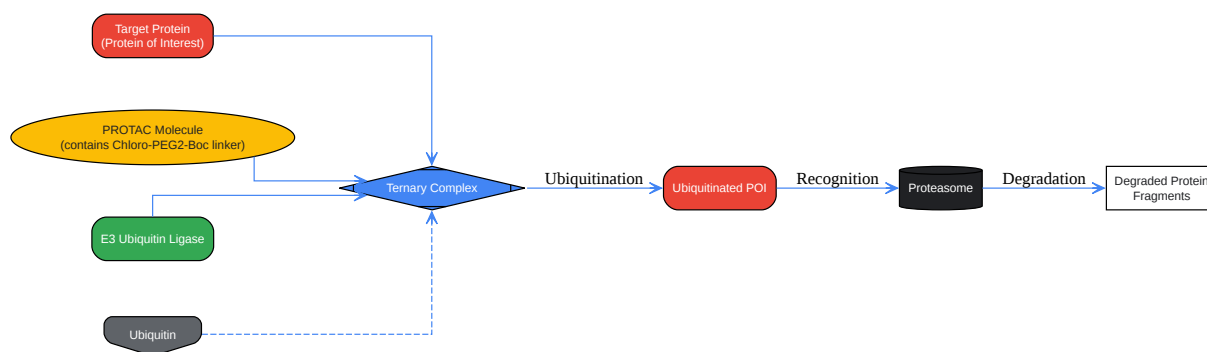 Target Protein
(Protein of Interest)
PROTAC Molecule
(contains Chloro-PEG2-Boc linker)
E3 Ubiquitin Ligase
Ubiquitin
Ternary Complex
Ubiquitination
Ubiquitinated POI
Recognition
Proteasome
Degradation
Degraded Protein
Fragments